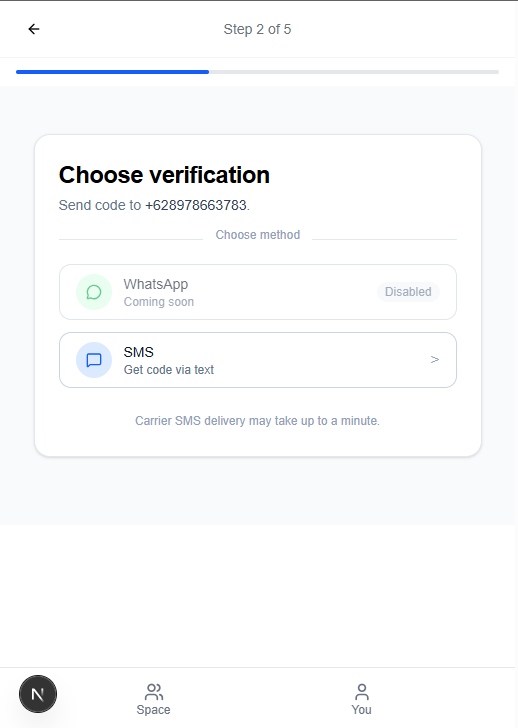 Step 2 of 5
Choose verification
Send code to +628978663783.
Choose method
WhatsApp
Coming soon
Disabled
SMS
Get code via text
>
Carrier SMS delivery may take up to a minute.
N
Space
You